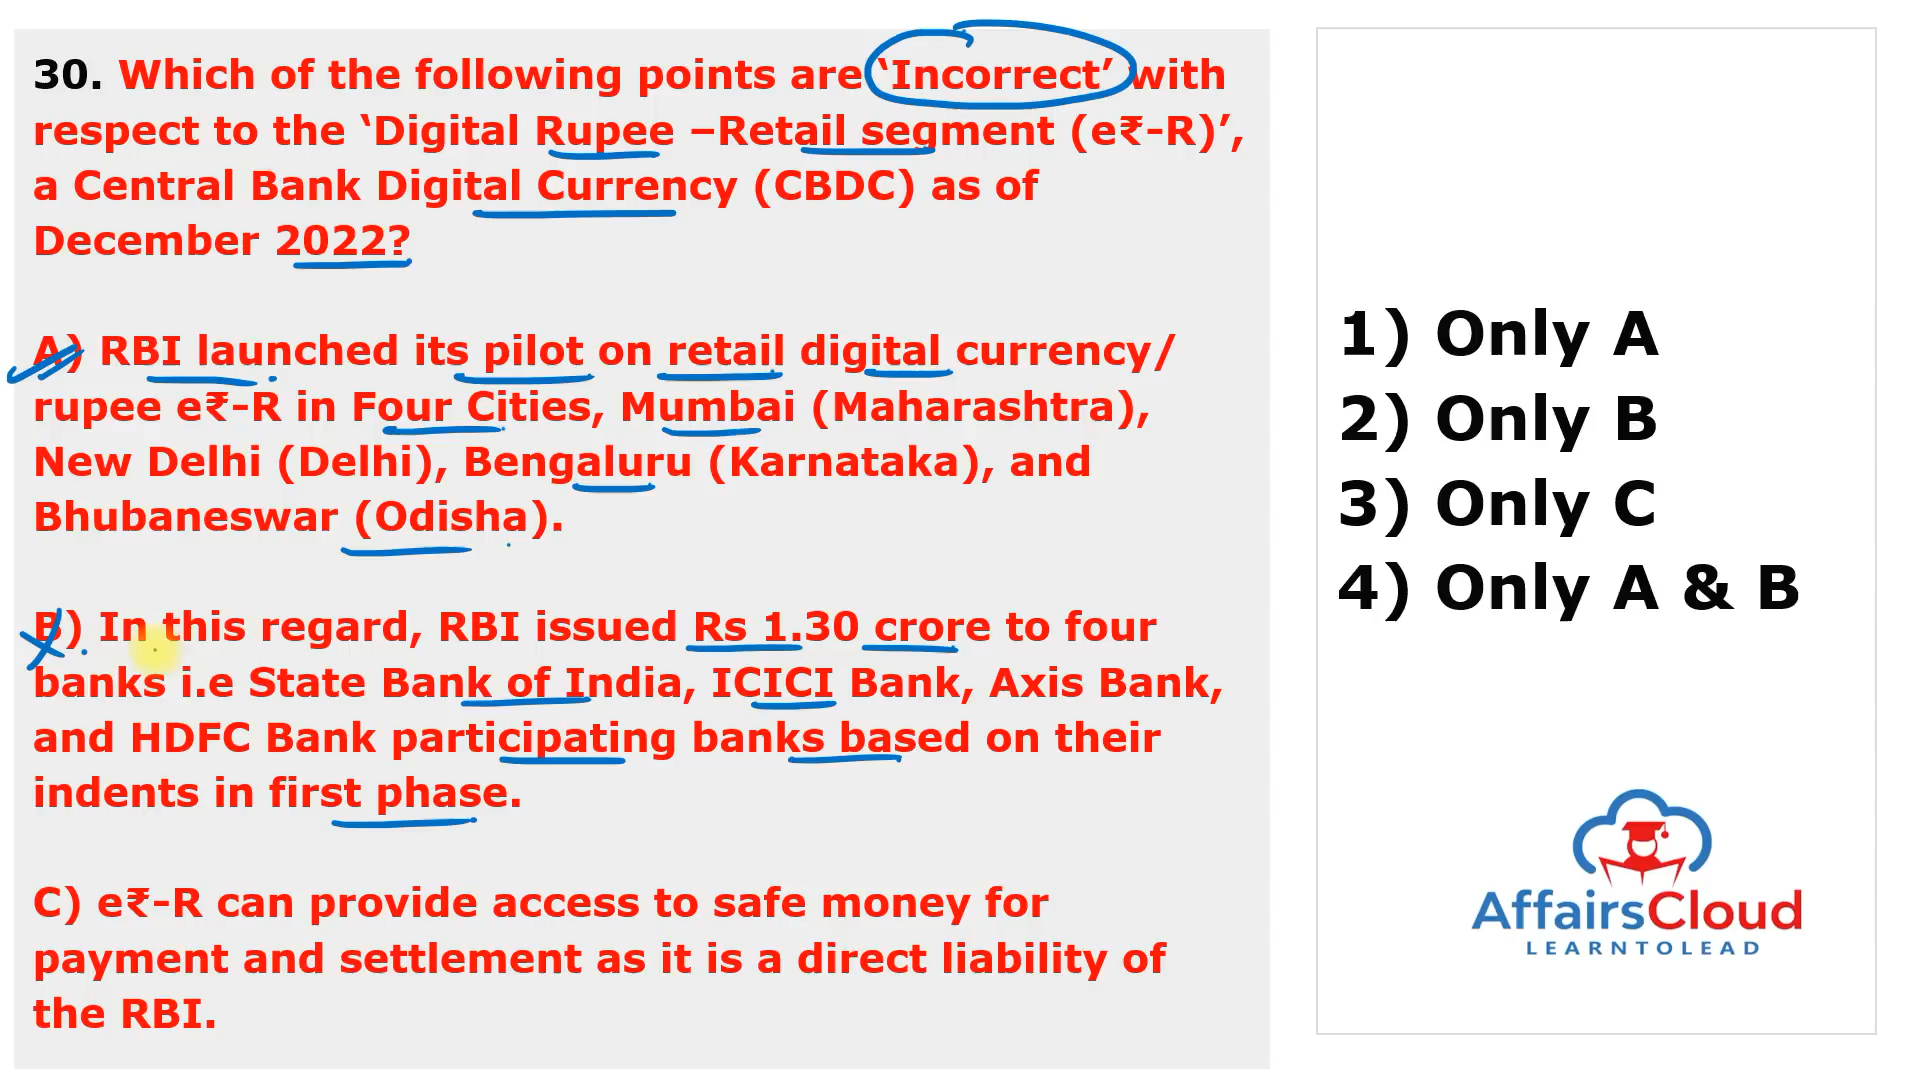 30. Which of the following points are ‘Incorrect’ with
respect to the ‘Digital Rupee –Retail segment (e₹-R)’,
a Central Bank Digital Currency (CBDC) as of
December 2022?
A) RBI launched its pilot on retail digital currency/
rupee e₹-R in Four Cities, Mumbai (Maharashtra),
New Delhi (Delhi), Bengaluru (Karnataka), and
Bhubaneswar (Odisha).
B) In this regard, RBI issued Rs 1.30 crore to four
banks i.e State Bank of India, ICICI Bank, Axis Bank,
and HDFC Bank participating banks based on their
indents in first phase.
C) e₹-R can provide access to safe money for
payment and settlement as it is a direct liability of
the RBI.
1) Only A
2) Only B
3) Only C
4) Only A & B
AffairsCloud
LEARNTOLEAD